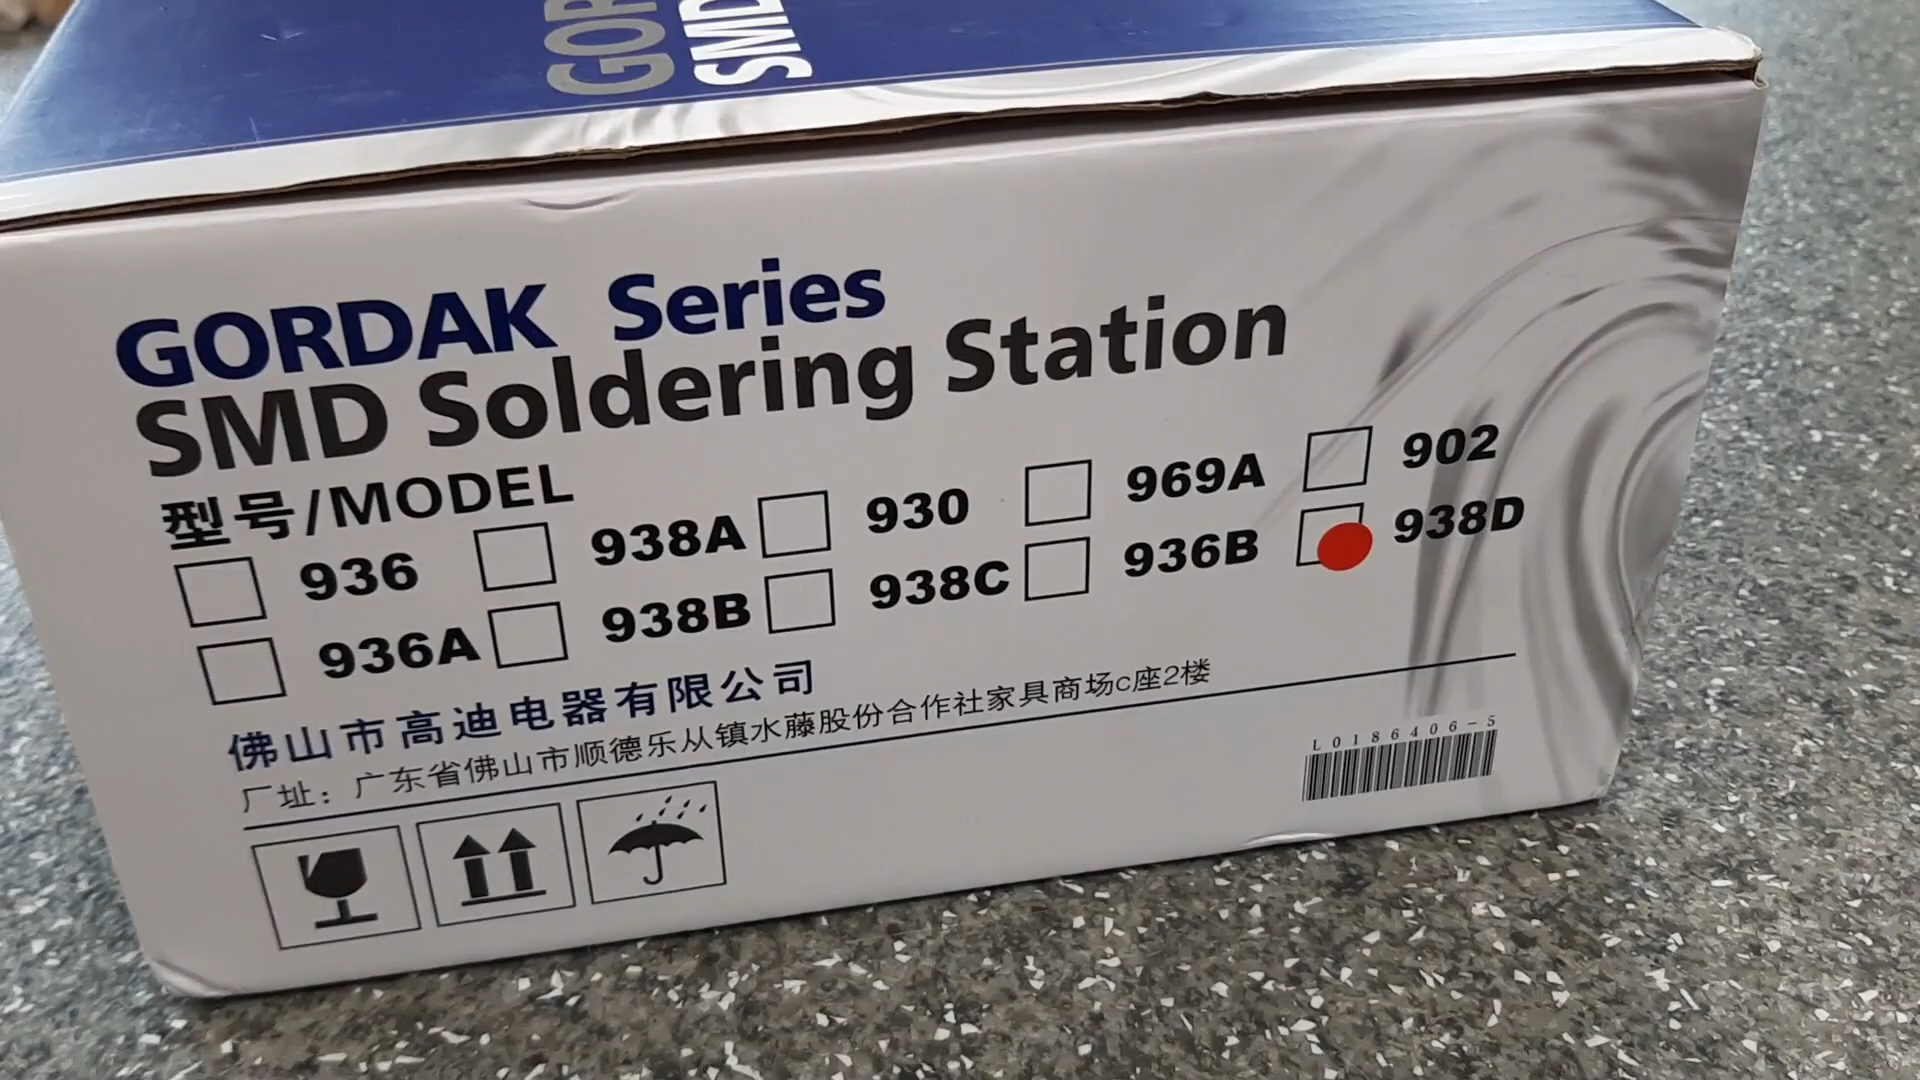 SMD
GORDAK Series
SMD Soldering Station
型号/MODEL
936 938A 930 969A 902
936A 938B 938C 936B 938D
佛山市高迪电器有限公司
厂址：广东省佛山市顺德乐从镇水藤股份合作社家具商场c座2楼
L0186406-5